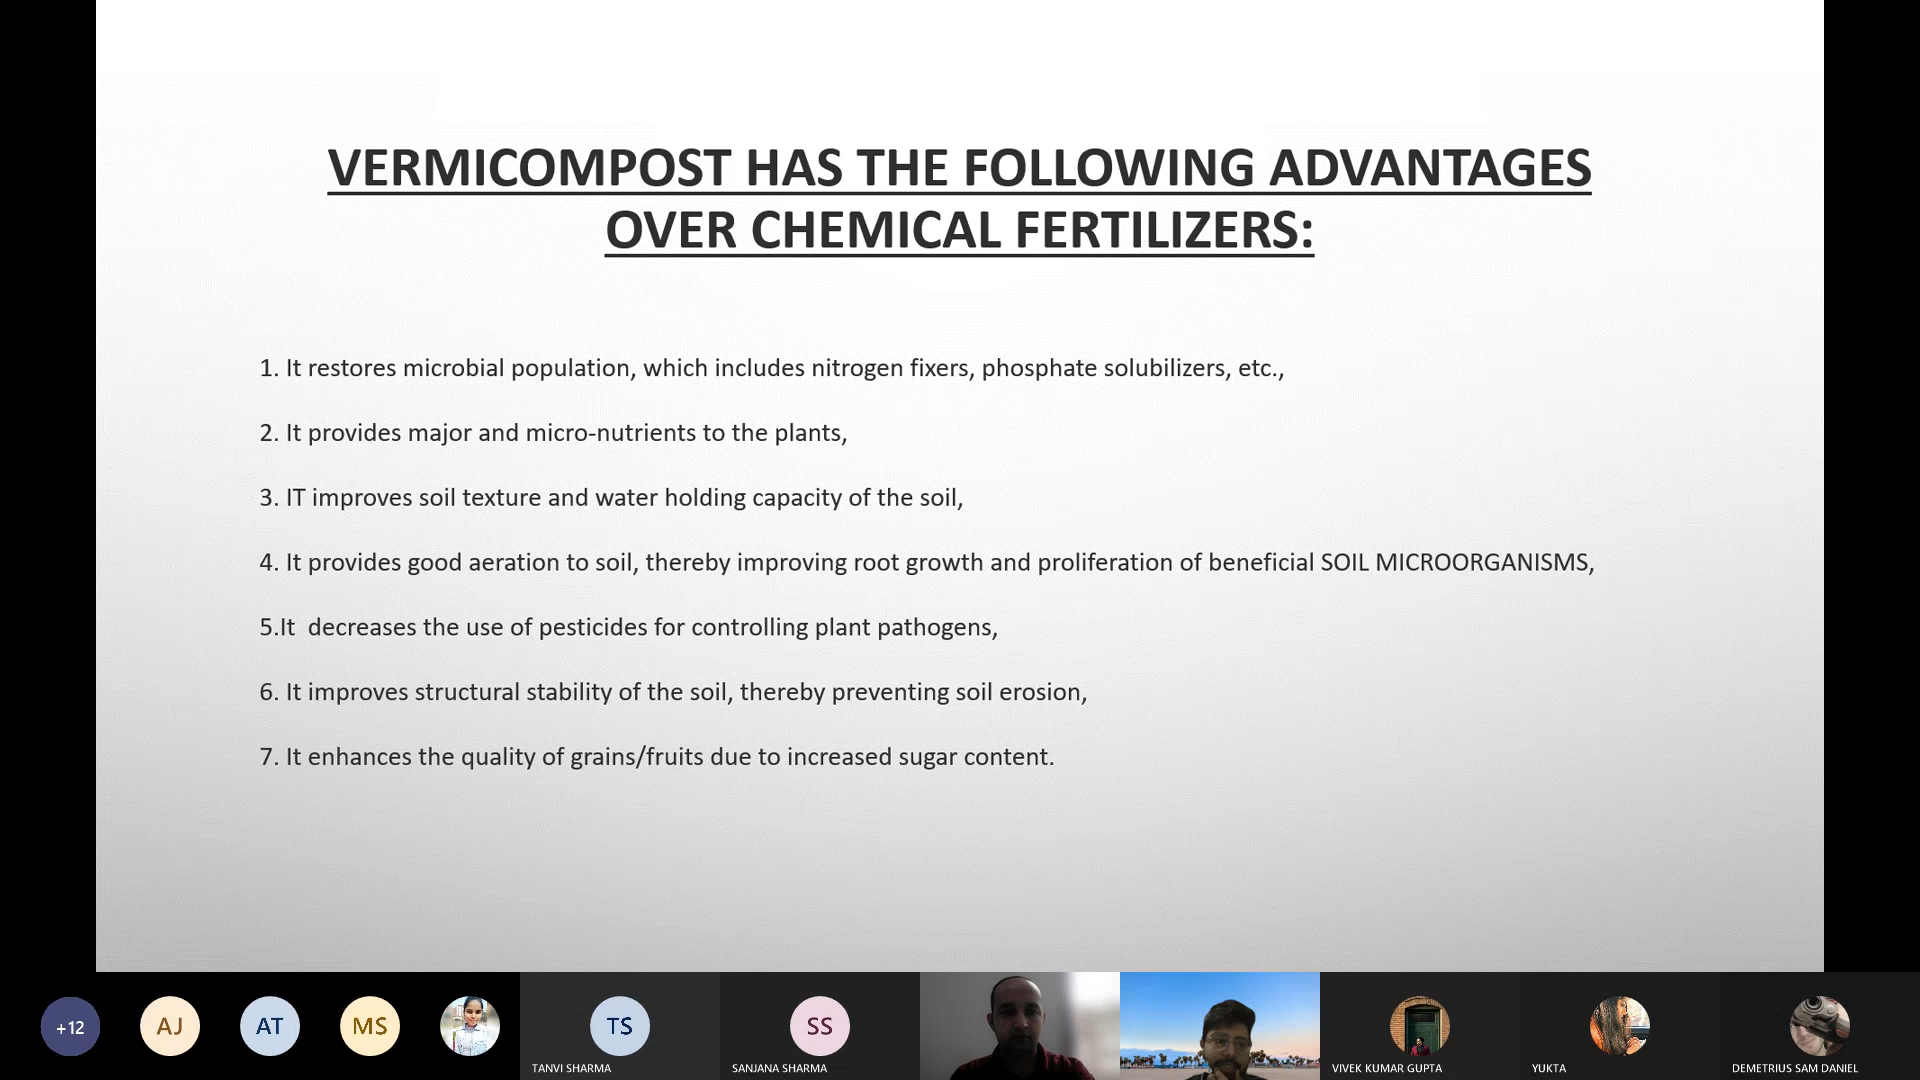 VERMICOMPOST HAS THE FOLLOWING ADVANTAGES
OVER CHEMICAL FERTILIZERS:
1. It restores microbial population, which includes nitrogen fixers, phosphate solubilizers, etc.,
2. It provides major and micro-nutrients to the plants,
3. IT improves soil texture and water holding capacity of the soil,
4. It provides good aeration to soil, thereby improving root growth and proliferation of beneficial SOIL MICROORGANISMS,
5.It  decreases the use of pesticides for controlling plant pathogens,
6. It improves structural stability of the soil, thereby preventing soil erosion,
7. It enhances the quality of grains/fruits due to increased sugar content.
+12
AJ
AT
MS
TS
SS
TANVI SHARMA
SANJANA SHARMA
VIVEK KUMAR GUPTA
YUKTA
DEMETRIUS SAM DANIEL